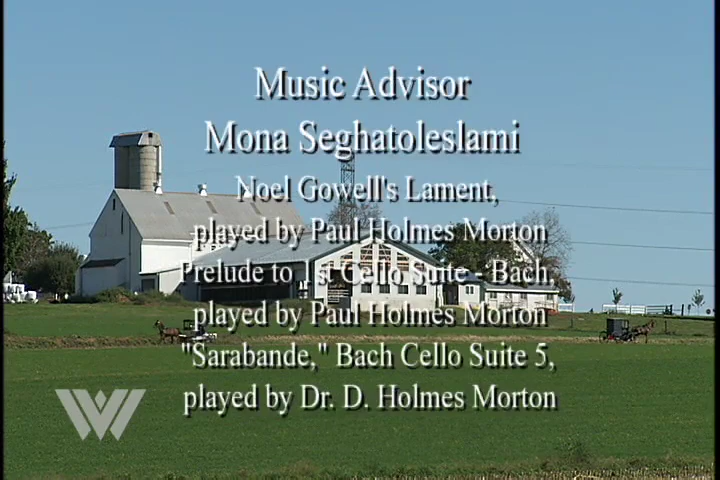 Music Advisor
Mona Seghatoleslami
Noel Gowell's Lament,
played by Paul Holmes Morton
Prelude to 1st Cello Suite - Bach,
played by Paul Holmes Morton
"Sarabande," Bach Cello Suite 5,
played by Dr. D. Holmes Morton
W